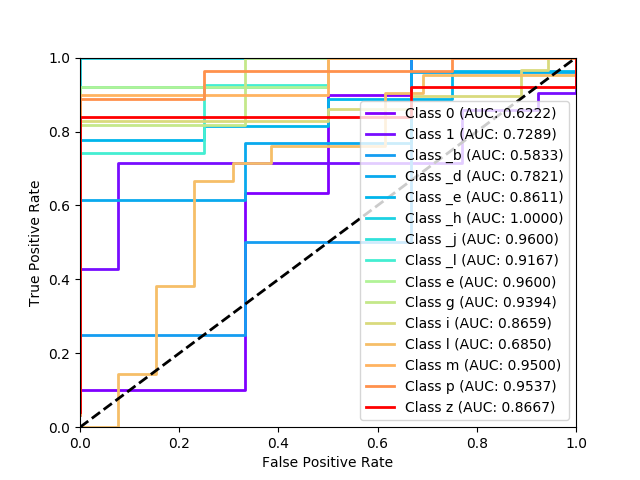 1.0
0.8
0.6
0.4
0.2
0.0
True Positive Rate
Class 0 (AUC: 0.6222)
Class 1 (AUC: 0.7289)
Class _b (AUC: 0.5833)
Class _d (AUC: 0.7821)
Class _e (AUC: 0.8611)
Class _h (AUC: 1.0000)
Class _j (AUC: 0.9600)
Class _l (AUC: 0.9167)
Class e (AUC: 0.9600)
Class g (AUC: 0.9394)
Class i (AUC: 0.8659)
Class l (AUC: 0.6850)
Class m (AUC: 0.9500)
Class p (AUC: 0.9537)
Class z (AUC: 0.8667)
0.0 0.2 0.4 0.6 0.8 1.0
False Positive Rate